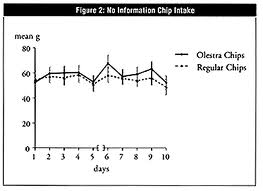 Figure 2: No Information Chip Intake
mean g
80
60
40
20
0
Olestra Chips
Regular Chips
1 2 3 4 5 6 7 8 9 10
days